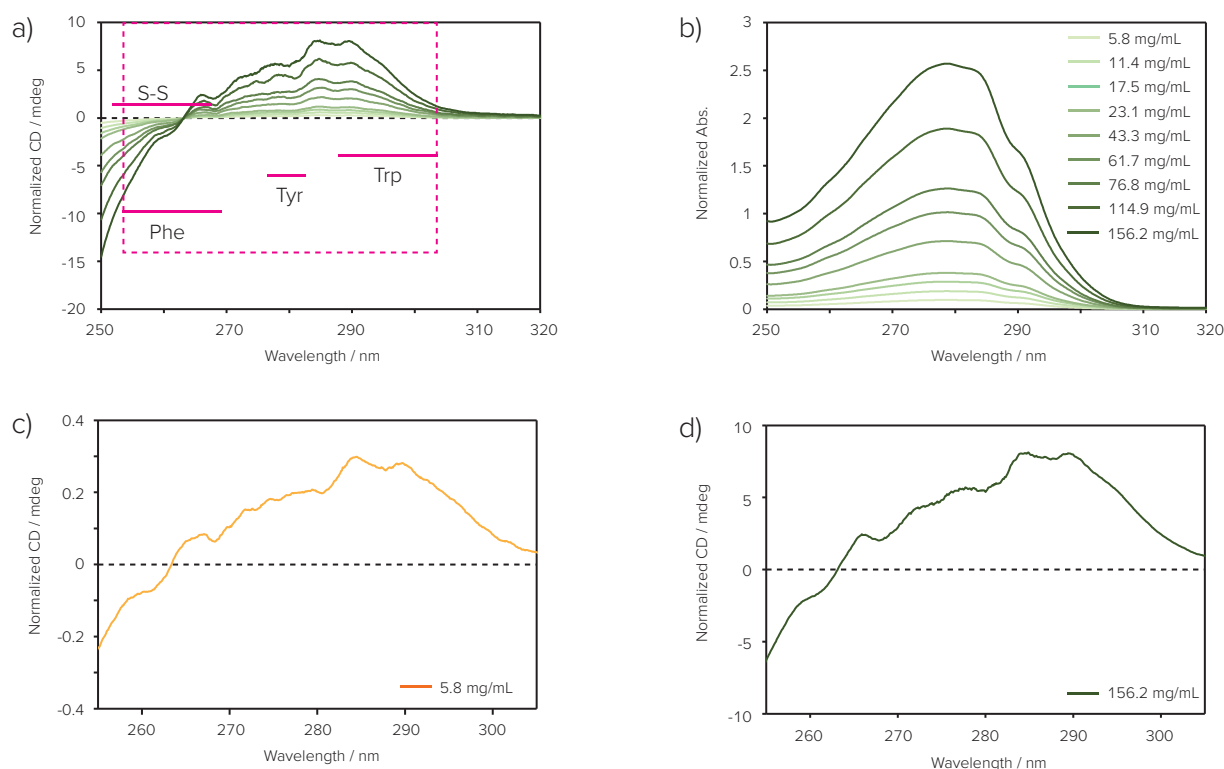 a)
Normalized CD / mdeg
10
5
0
-5
-10
-15
-20
S-S
Trp
Tyr
Phe
250 270 290 310 320
Wavelength / nm
b)
Normalized Abs.
3
2.5
2
1.5
1
0.5
0
5.8 mg/mL
11.4 mg/mL
17.5 mg/mL
23.1 mg/mL
43.3 mg/mL
61.7 mg/mL
76.8 mg/mL
114.9 mg/mL
156.2 mg/mL
250 270 290 310 320
Wavelength / nm
c)
Normalized CD / mdeg
0.4
0.2
0
-0.2
-0.4
5.8 mg/mL
260 270 280 290 300
Wavelength / nm
d)
Normalized CD / mdeg
10
5
0
-5
-10
156.2 mg/mL
260 270 280 290 300
Wavelength / nm